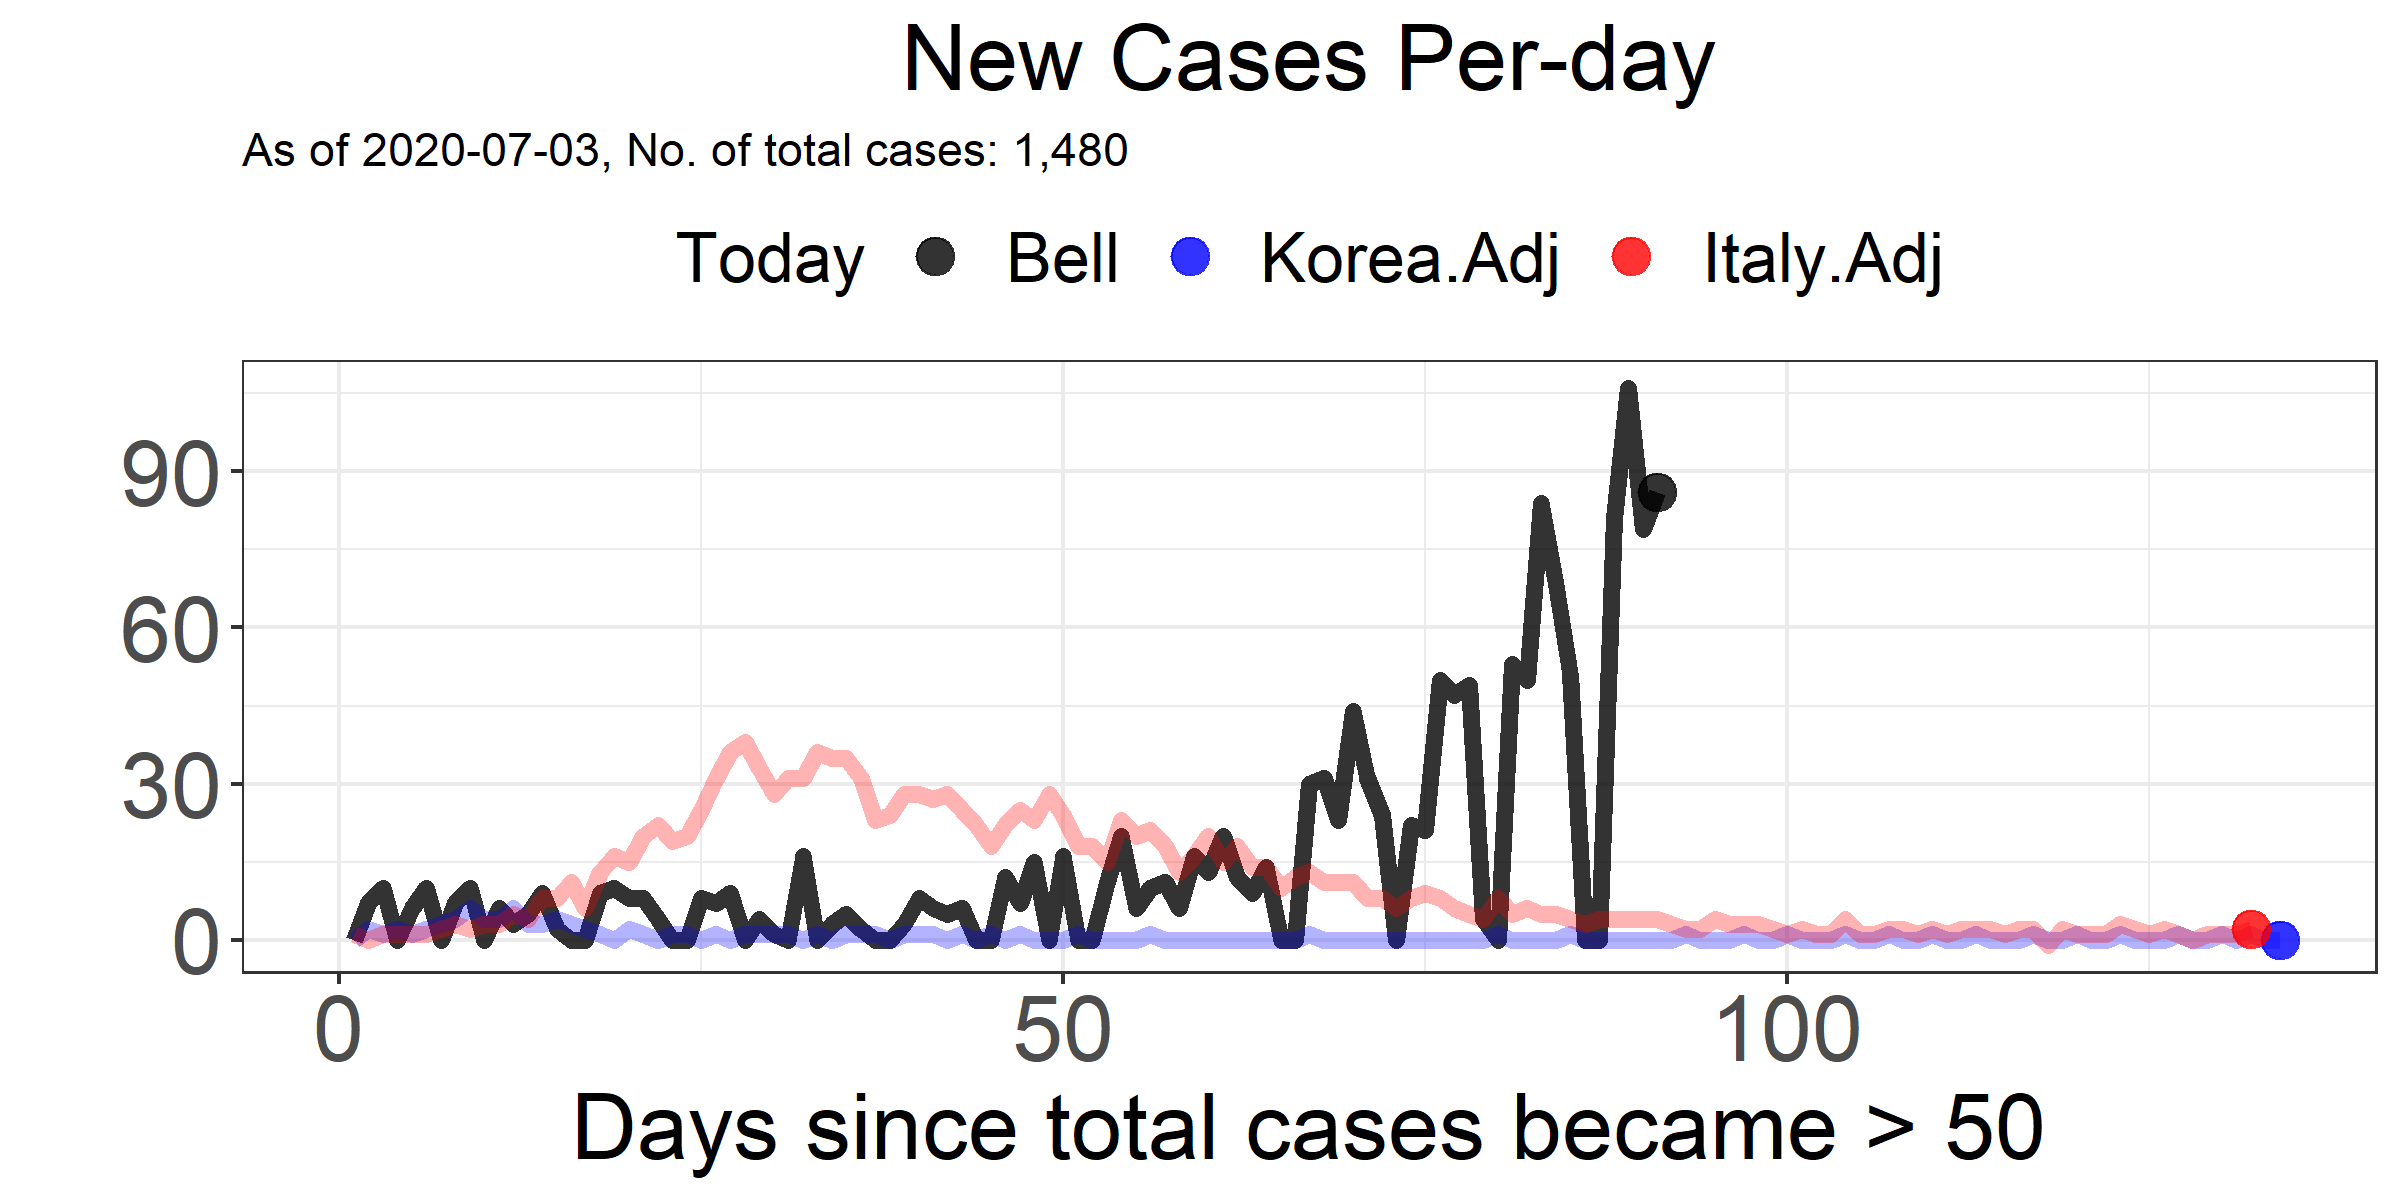 New Cases Per-day
As of 2020-07-03, No. of total cases: 1,480
Today Bell Korea.Adj Italy.Adj
90
60
30
0
0 50 100
Days since total cases became > 50